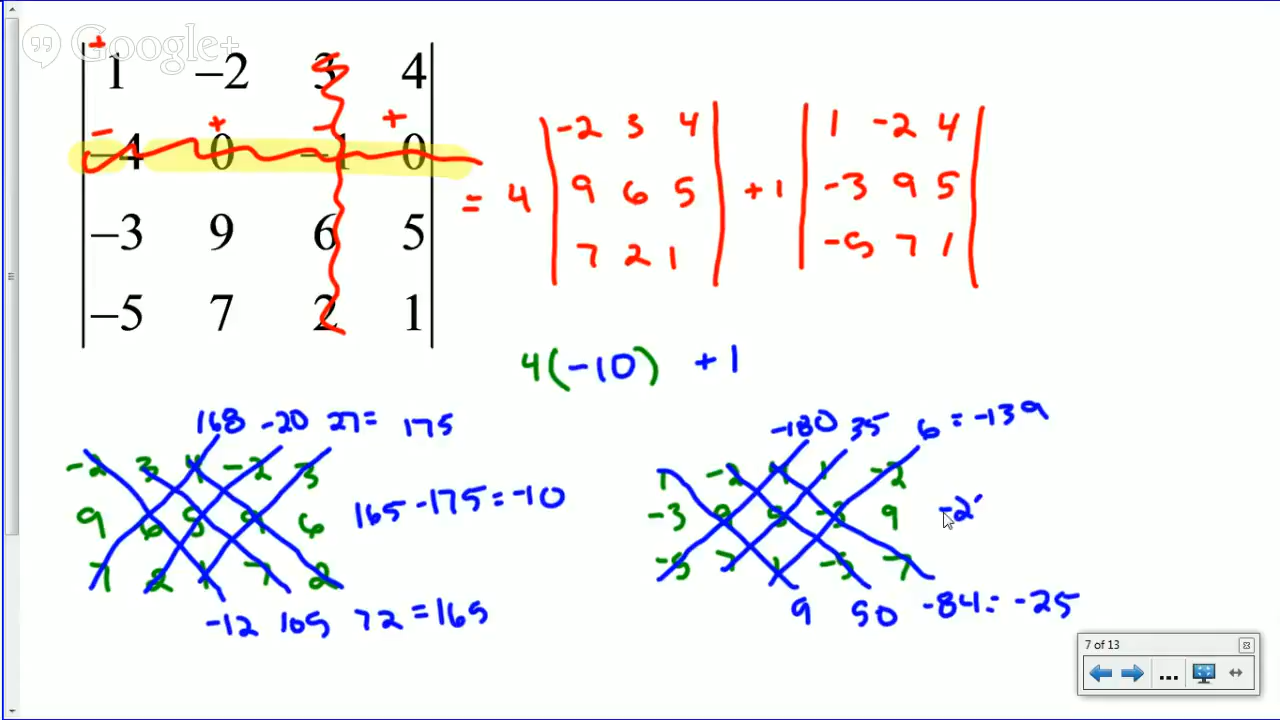 Google+
+
1 −2 3 4
− + − +
−4 0 −1 0
−3 9 6 5
−5 7 2 1
= 4 | -2 3 4 | +1 | 1 -2 4 |
9 6 5 -3 9 5
7 2 1 -5 7 1
4(-10) +1
168 -20 27= 175
-2 3 4 -2 3
9 6 5 9 6
7 2 1 7 2
165 -175 = -10
-12 105 72 = 165
-180 35 6 = -139
1 -2 4 1 -2
-3 9 5 -3 9
-5 7 1 -5 7
-2
9 50 -84= -25
7 of 13
...